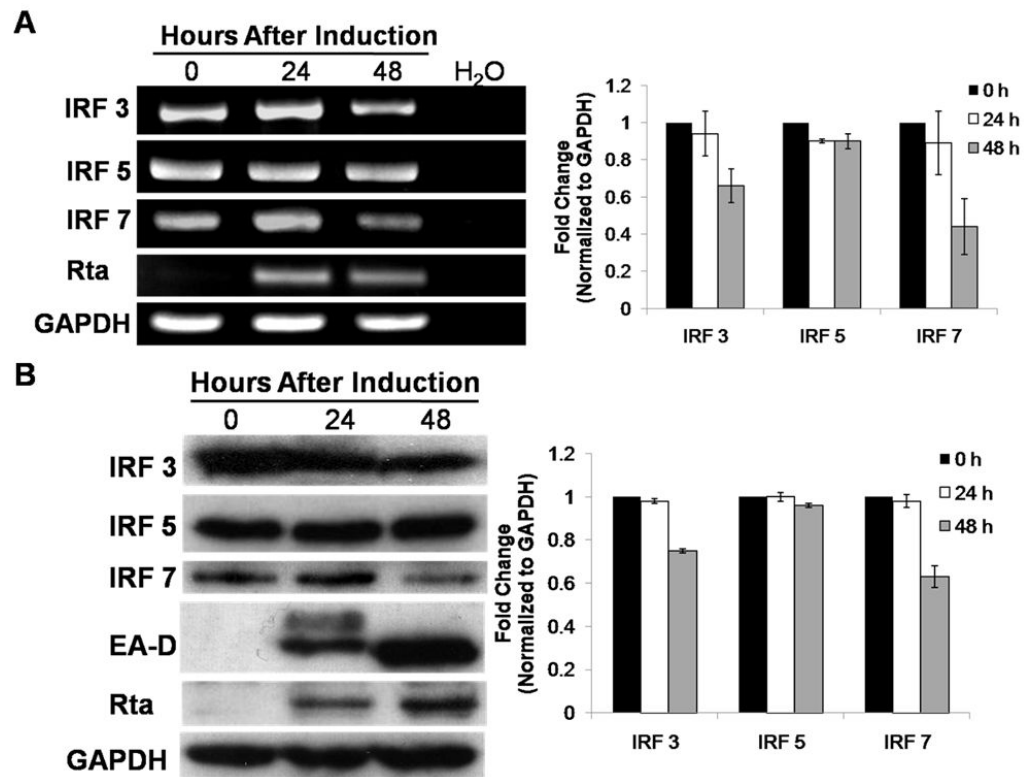 A
Hours After Induction
0 24 48 H₂O
IRF 3
IRF 5
IRF 7
Rta
GAPDH
Fold Change
(Normalized to GAPDH)
1.2
1
0.8
0.6
0.4
0.2
0
0 h
24 h
48 h
IRF 3 IRF 5 IRF 7
B
Hours After Induction
0 24 48
IRF 3
IRF 5
IRF 7
EA-D
Rta
GAPDH
Fold Change
(Normalized to GAPDH)
1.2
1
0.8
0.6
0.4
0.2
0
0 h
24 h
48 h
IRF 3 IRF 5 IRF 7